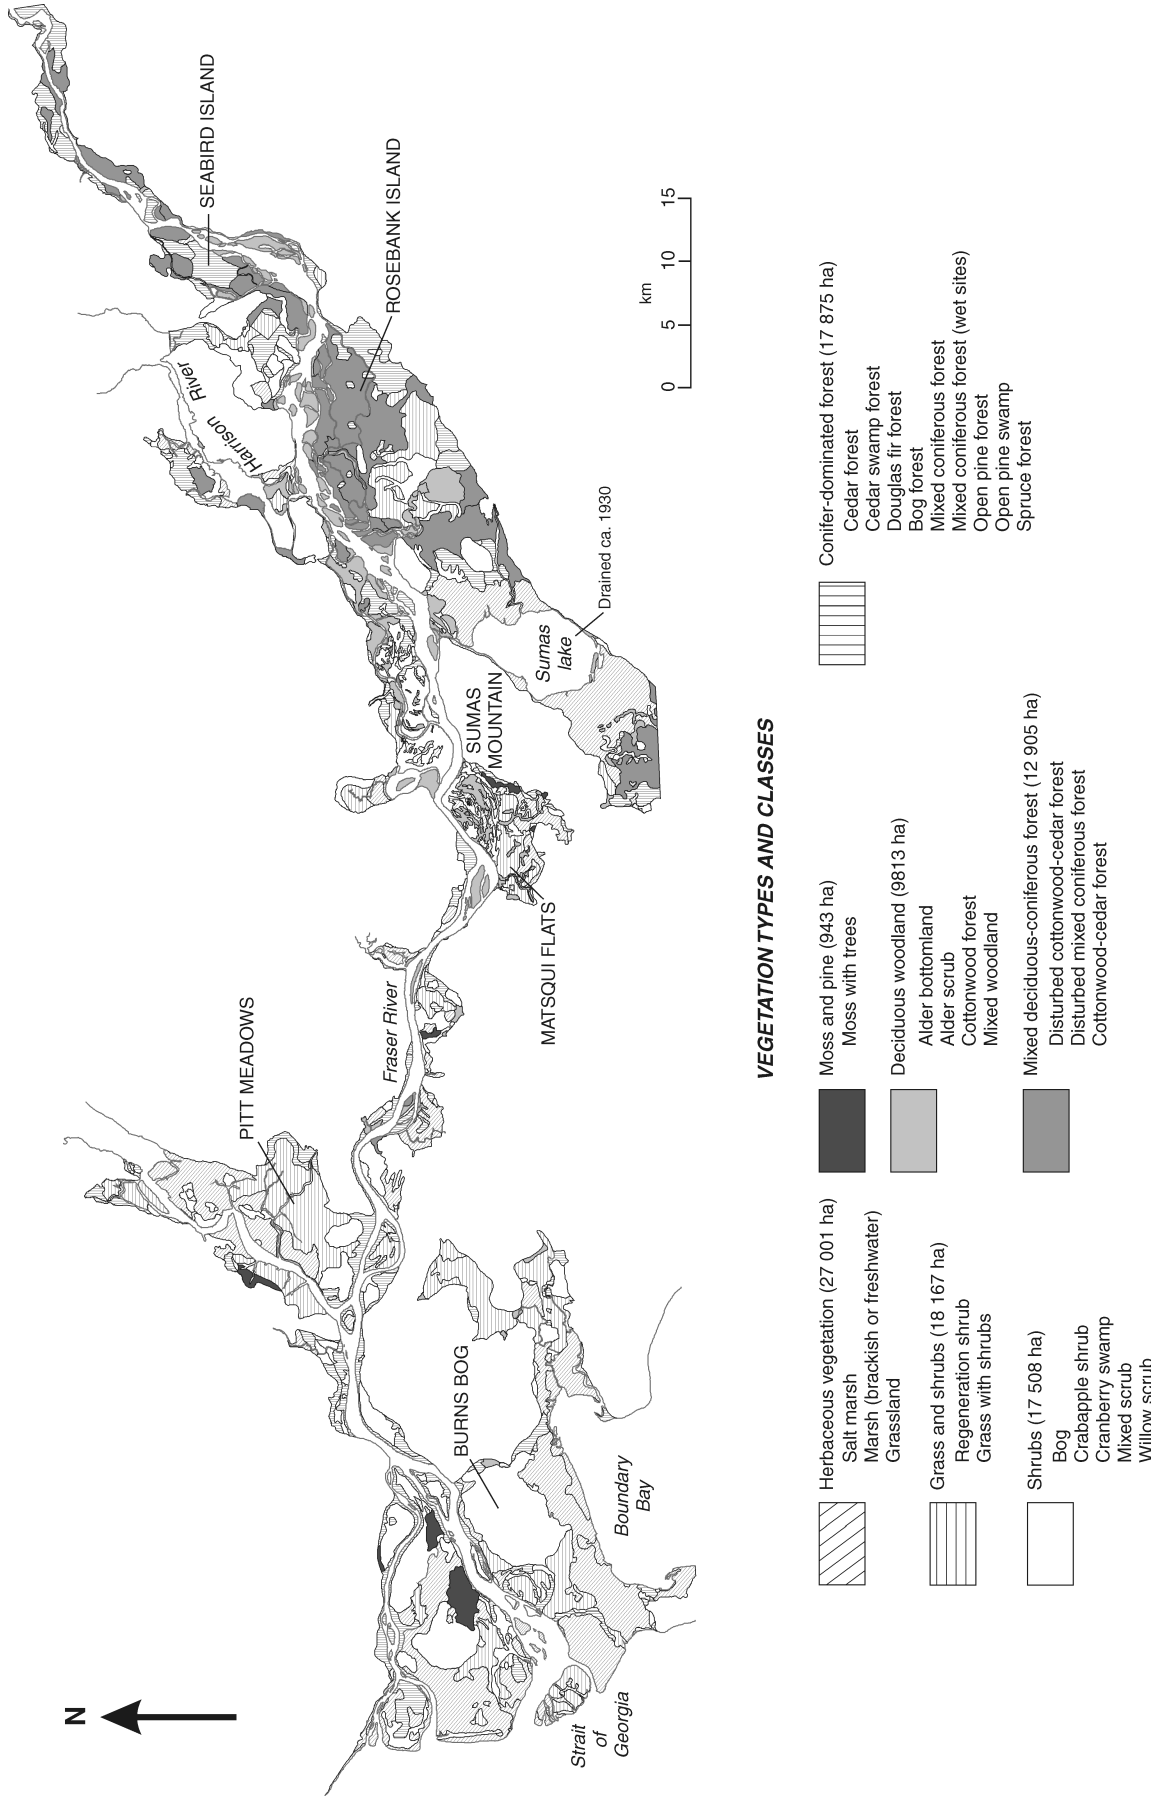 N
SEABIRD ISLAND
ROSEBANK ISLAND
Harrison River
Drained ca. 1930
Sumas
lake
SUMAS
MOUNTAIN
MATSQUI FLATS
Fraser River
PITT MEADOWS
BURNS BOG
Boundary
Bay
Strait
of
Georgia
0 5 10 15
km
VEGETATION TYPES AND CLASSES
Herbaceous vegetation (27 001 ha)
Salt marsh
Marsh (brackish or freshwater)
Grassland
Grass and shrubs (18 167 ha)
Regeneration shrub
Grass with shrubs
Shrubs (17 508 ha)
Bog
Crabapple shrub
Cranberry swamp
Mixed scrub
Willow scrub
Moss and pine (943 ha)
Moss with trees
Deciduous woodland (9813 ha)
Alder bottomland
Alder scrub
Cottonwood forest
Mixed woodland
Mixed deciduous-coniferous forest (12 905 ha)
Disturbed cottonwood-cedar forest
Disturbed mixed coniferous forest
Cottonwood-cedar forest
Conifer-dominated forest (17 875 ha)
Cedar forest
Cedar swamp forest
Douglas fir forest
Bog forest
Mixed coniferous forest
Mixed coniferous forest (wet sites)
Open pine forest
Open pine swamp
Spruce forest